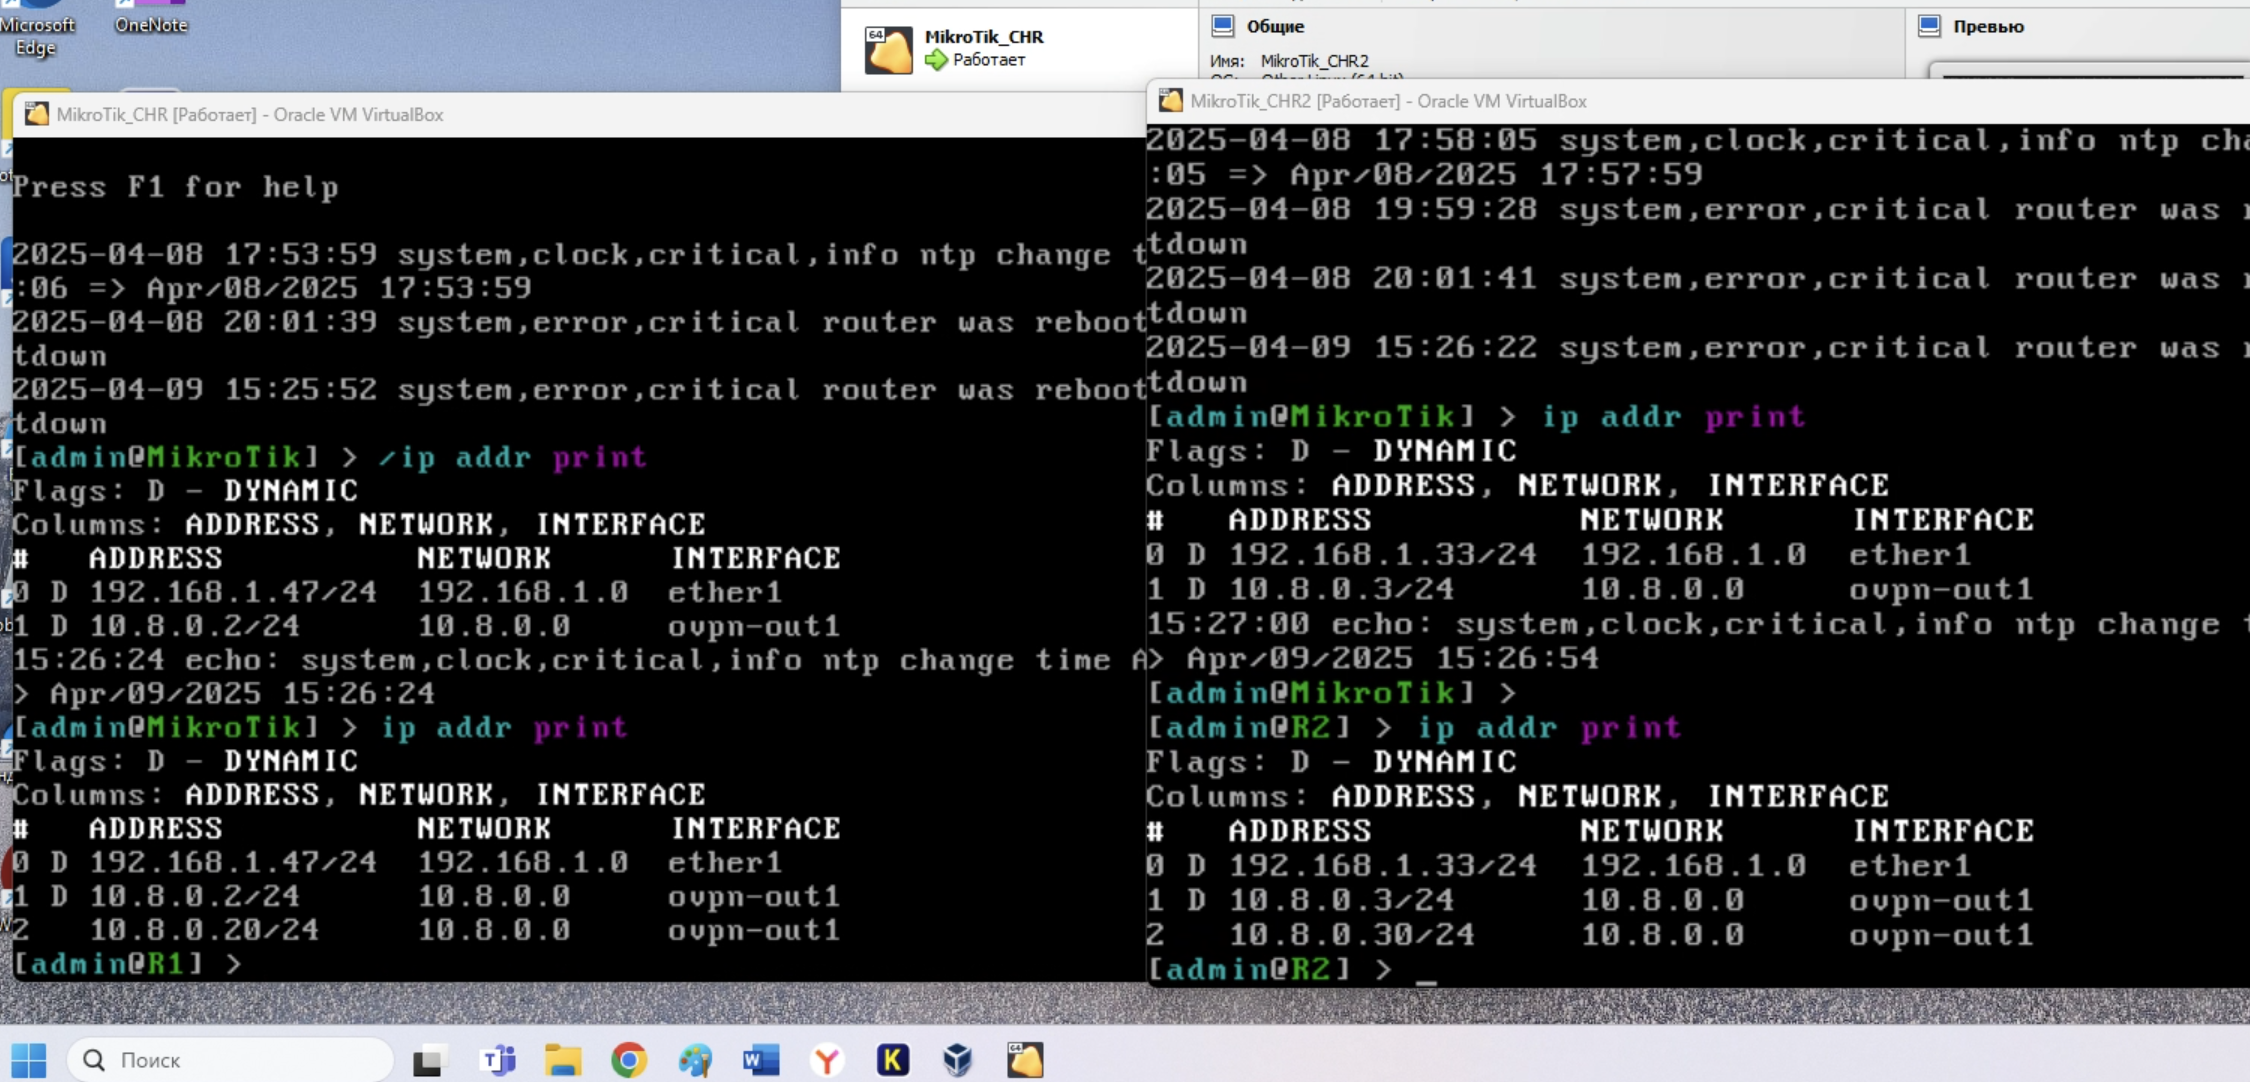 Microsoft
Edge
OneNote
MikroTik_CHR
Работает
Общие
Имя: MikroTik_CHR2
Превью
MikroTik_CHR [Работает] - Oracle VM VirtualBox
Press F1 for help
2025-04-08 17:53:59 system,clock,critical,info ntp change t
:06 => Apr/08/2025 17:53:59
2025-04-08 20:01:39 system,error,critical router was reboot
tdown
2025-04-09 15:25:52 system,error,critical router was reboot
tdown
[admin@MikroTik] > /ip addr print
Flags: D - DYNAMIC
Columns: ADDRESS, NETWORK, INTERFACE
# ADDRESS NETWORK INTERFACE
0 D 192.168.1.47/24 192.168.1.0 ether1
1 D 10.8.0.2/24 10.8.0.0 ovpn-out1
15:26:24 echo: system,clock,critical,info ntp change time A
> Apr/09/2025 15:26:24
[admin@MikroTik] > ip addr print
Flags: D - DYNAMIC
Columns: ADDRESS, NETWORK, INTERFACE
# ADDRESS NETWORK INTERFACE
0 D 192.168.1.47/24 192.168.1.0 ether1
1 D 10.8.0.2/24 10.8.0.0 ovpn-out1
2 10.8.0.20/24 10.8.0.0 ovpn-out1
[admin@R1] >
MikroTik_CHR2 [Работает] - Oracle VM VirtualBox
2025-04-08 17:58:05 system,clock,critical,info ntp cha
:05 => Apr/08/2025 17:57:59
2025-04-08 19:59:28 system,error,critical router was
tdown
2025-04-08 20:01:41 system,error,critical router was
tdown
2025-04-09 15:26:22 system,error,critical router was
tdown
[admin@MikroTik] > ip addr print
Flags: D - DYNAMIC
Columns: ADDRESS, NETWORK, INTERFACE
# ADDRESS NETWORK INTERFACE
0 D 192.168.1.33/24 192.168.1.0 ether1
1 D 10.8.0.3/24 10.8.0.0 ovpn-out1
15:27:00 echo: system,clock,critical,info ntp change t
> Apr/09/2025 15:26:54
[admin@MikroTik] >
[admin@R2] > ip addr print
Flags: D - DYNAMIC
Columns: ADDRESS, NETWORK, INTERFACE
# ADDRESS NETWORK INTERFACE
0 D 192.168.1.33/24 192.168.1.0 ether1
1 D 10.8.0.3/24 10.8.0.0 ovpn-out1
2 10.8.0.30/24 10.8.0.0 ovpn-out1
[admin@R2] > _
Поиск